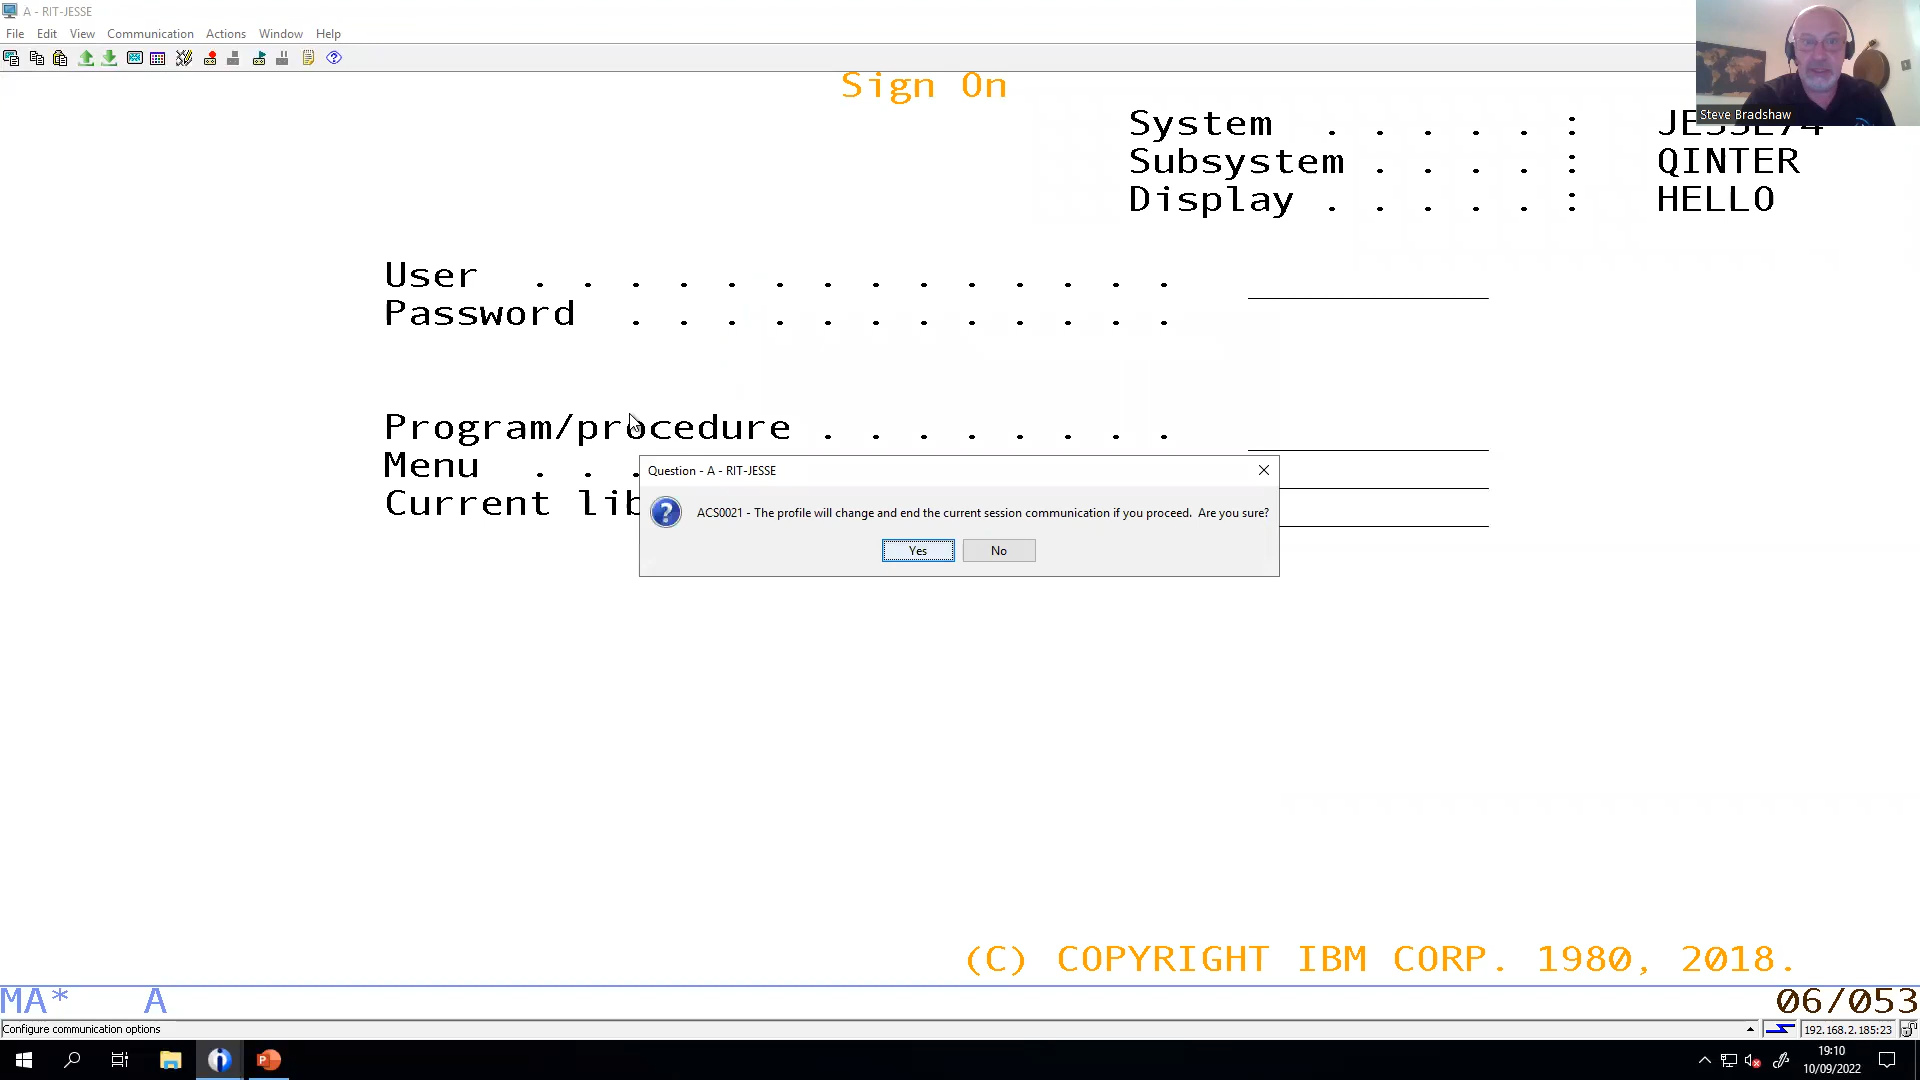 A - RIT-JESSE
File Edit View Communication Actions Window Help
Steve Bradshaw
Sign On
System . . . . . :
Subsystem . . . . : QINTER
Display . . . . . : HELLO
User . . . . . . . . . . . . . .
Password . . . . . . . . . . . .
Program/procedure . . . . . . . .
Menu . . .
Current lib
Question - A - RIT-JESSE
ACS0021 - The profile will change and end the current session communication if you proceed. Are you sure?
Yes No
(C) COPYRIGHT IBM CORP. 1980, 2018.
MA* A 06/053
Configure communication options 192.168.2.185:23
19:10
10/09/2022